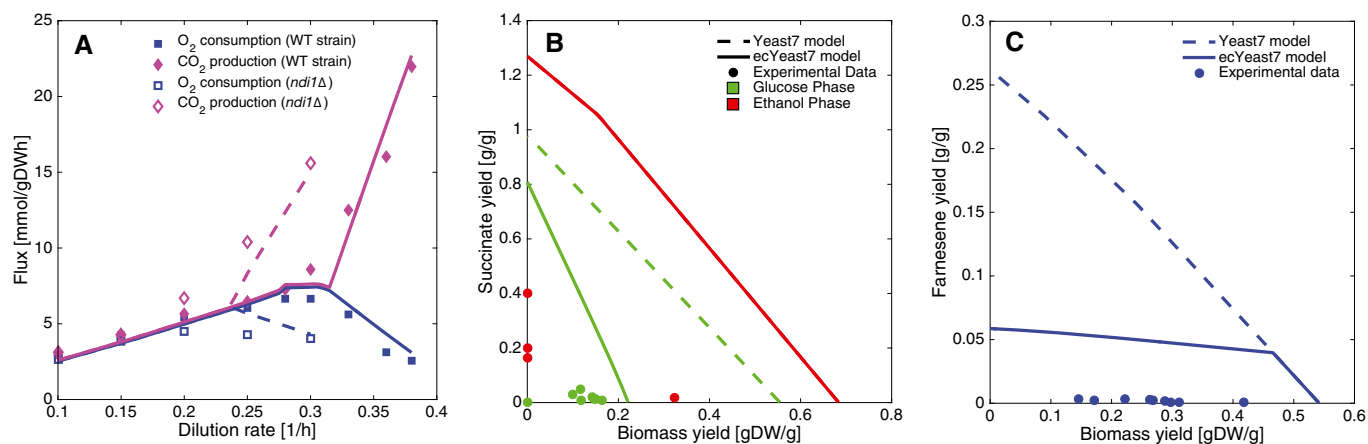 A
O2 consumption (WT strain)
CO2 production (WT strain)
O2 consumption (ndi1Δ)
CO2 production (ndi1Δ)
Flux [mmol/gDWh]
25
20
15
10
5
0
0.1 0.15 0.2 0.25 0.3 0.35 0.4
Dilution rate [1/h]
B
Yeast7 model
ecYeast7 model
Experimental Data
Glucose Phase
Ethanol Phase
Succinate yield [g/g]
1.4
1.2
1
0.8
0.6
0.4
0.2
0
0 0.2 0.4 0.6 0.8
Biomass yield [gDW/g]
C
Yeast7 model
ecYeast7 model
Experimental data
Farnesene yield [g/g]
0.3
0.25
0.2
0.15
0.1
0.05
0
0 0.1 0.2 0.3 0.4 0.5 0.6
Biomass yield [gDW/g]